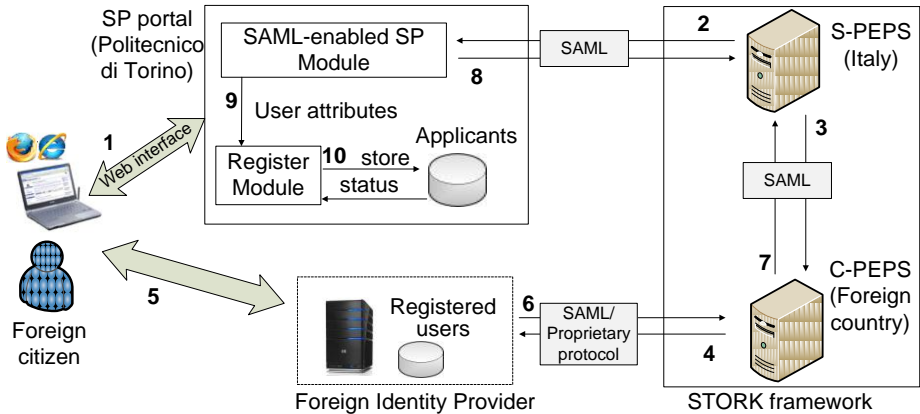 SP portal
(Politecnico
di Torino)
SAML-enabled SP
Module
2
SAML
8
S-PEPS
(Italy)
9
User attributes
1
Web interface
Register
Module
10 store
status
Applicants
3
SAML
7
5
Foreign
citizen
Registered
users
6
SAML/
Proprietary
protocol
4
C-PEPS
(Foreign
country)
Foreign Identity Provider
STORK framework